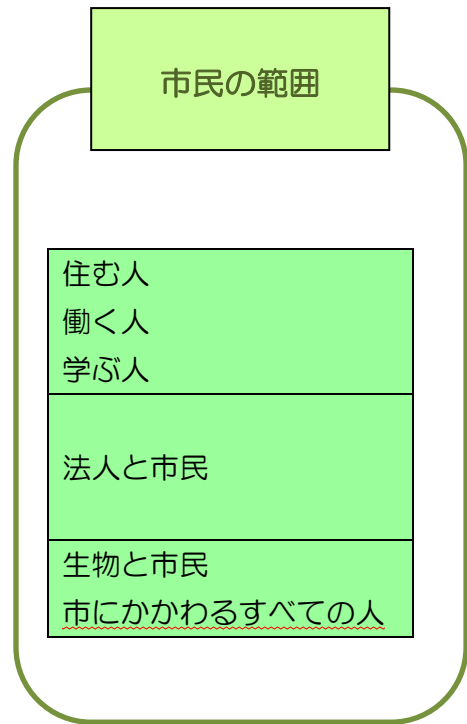 市民の範囲
住む人
働く人
学ぶ人
法人と市民
生物と市民
市にかかわるすべての人